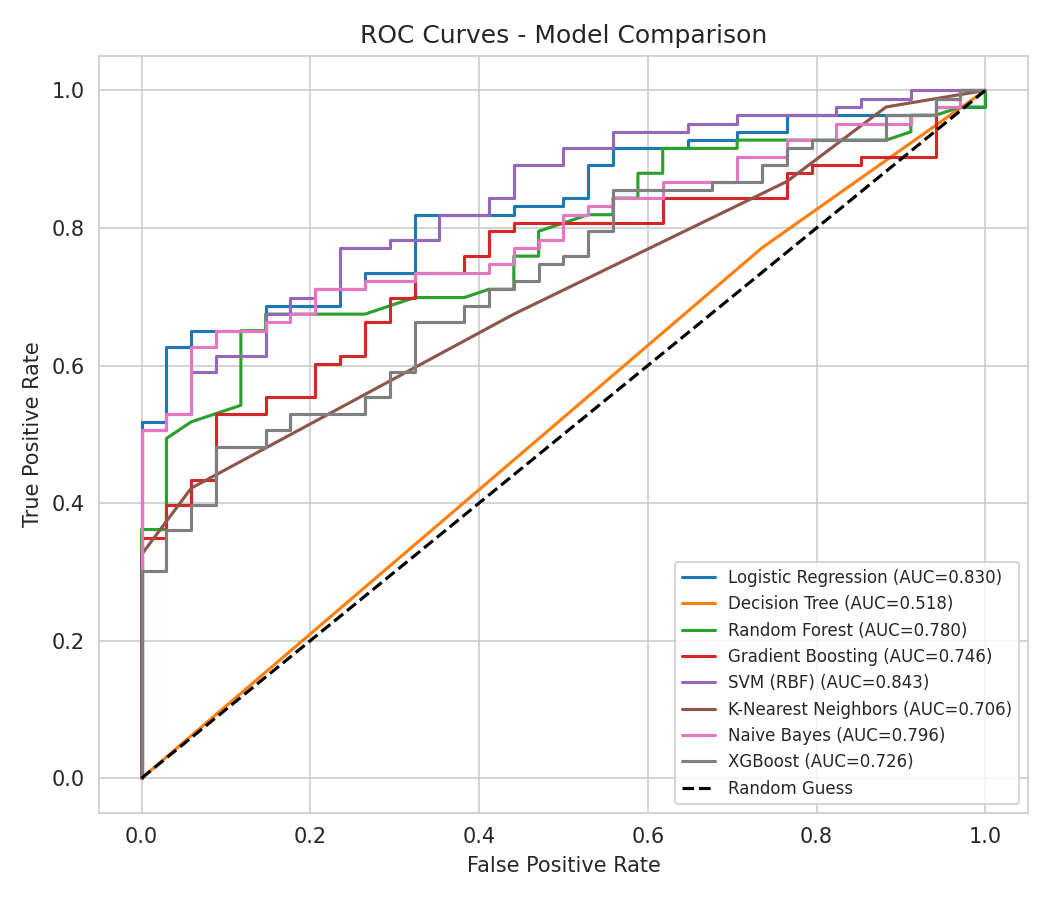 ROC Curves - Model Comparison
1.0
0.8
0.6
0.4
0.2
0.0
True Positive Rate
0.0 0.2 0.4 0.6 0.8 1.0
False Positive Rate
Logistic Regression (AUC=0.830)
Decision Tree (AUC=0.518)
Random Forest (AUC=0.780)
Gradient Boosting (AUC=0.746)
SVM (RBF) (AUC=0.843)
K-Nearest Neighbors (AUC=0.706)
Naive Bayes (AUC=0.796)
XGBoost (AUC=0.726)
Random Guess